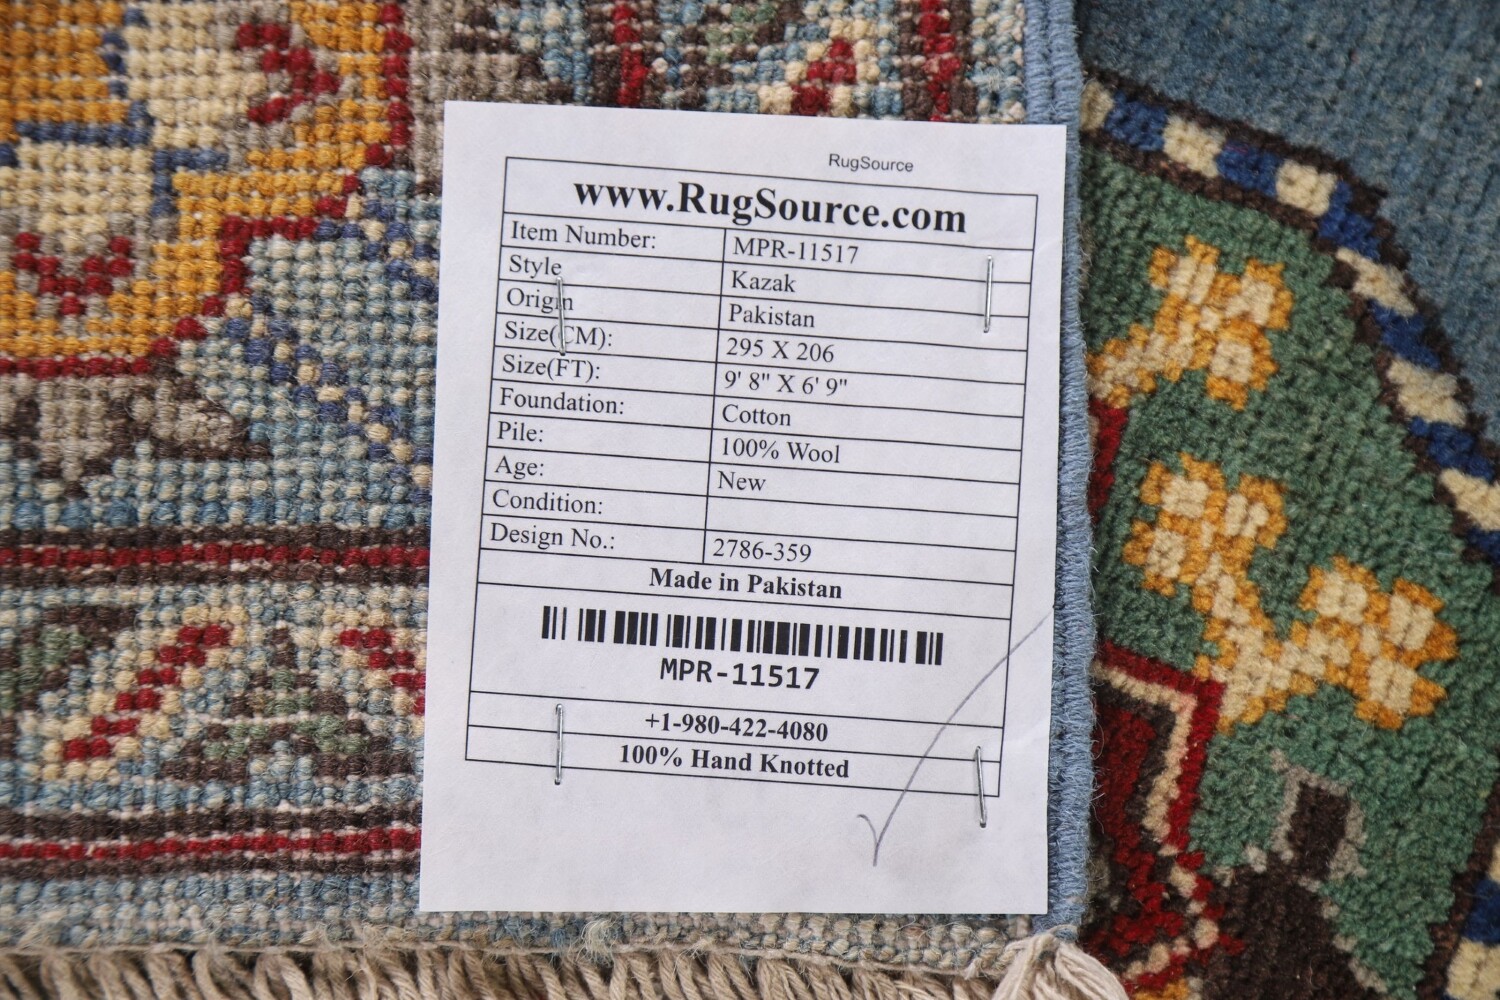 RugSource
www.RugSource.com
Item Number: MPR-11517
Style Kazak
Origin Pakistan
Size(CM): 295 X 206
Size(FT): 9' 8" X 6' 9"
Foundation: Cotton
Pile: 100% Wool
Age: New
Condition:
Design No.: 2786-359
Made in Pakistan
MPR-11517
+1-980-422-4080
100% Hand Knotted